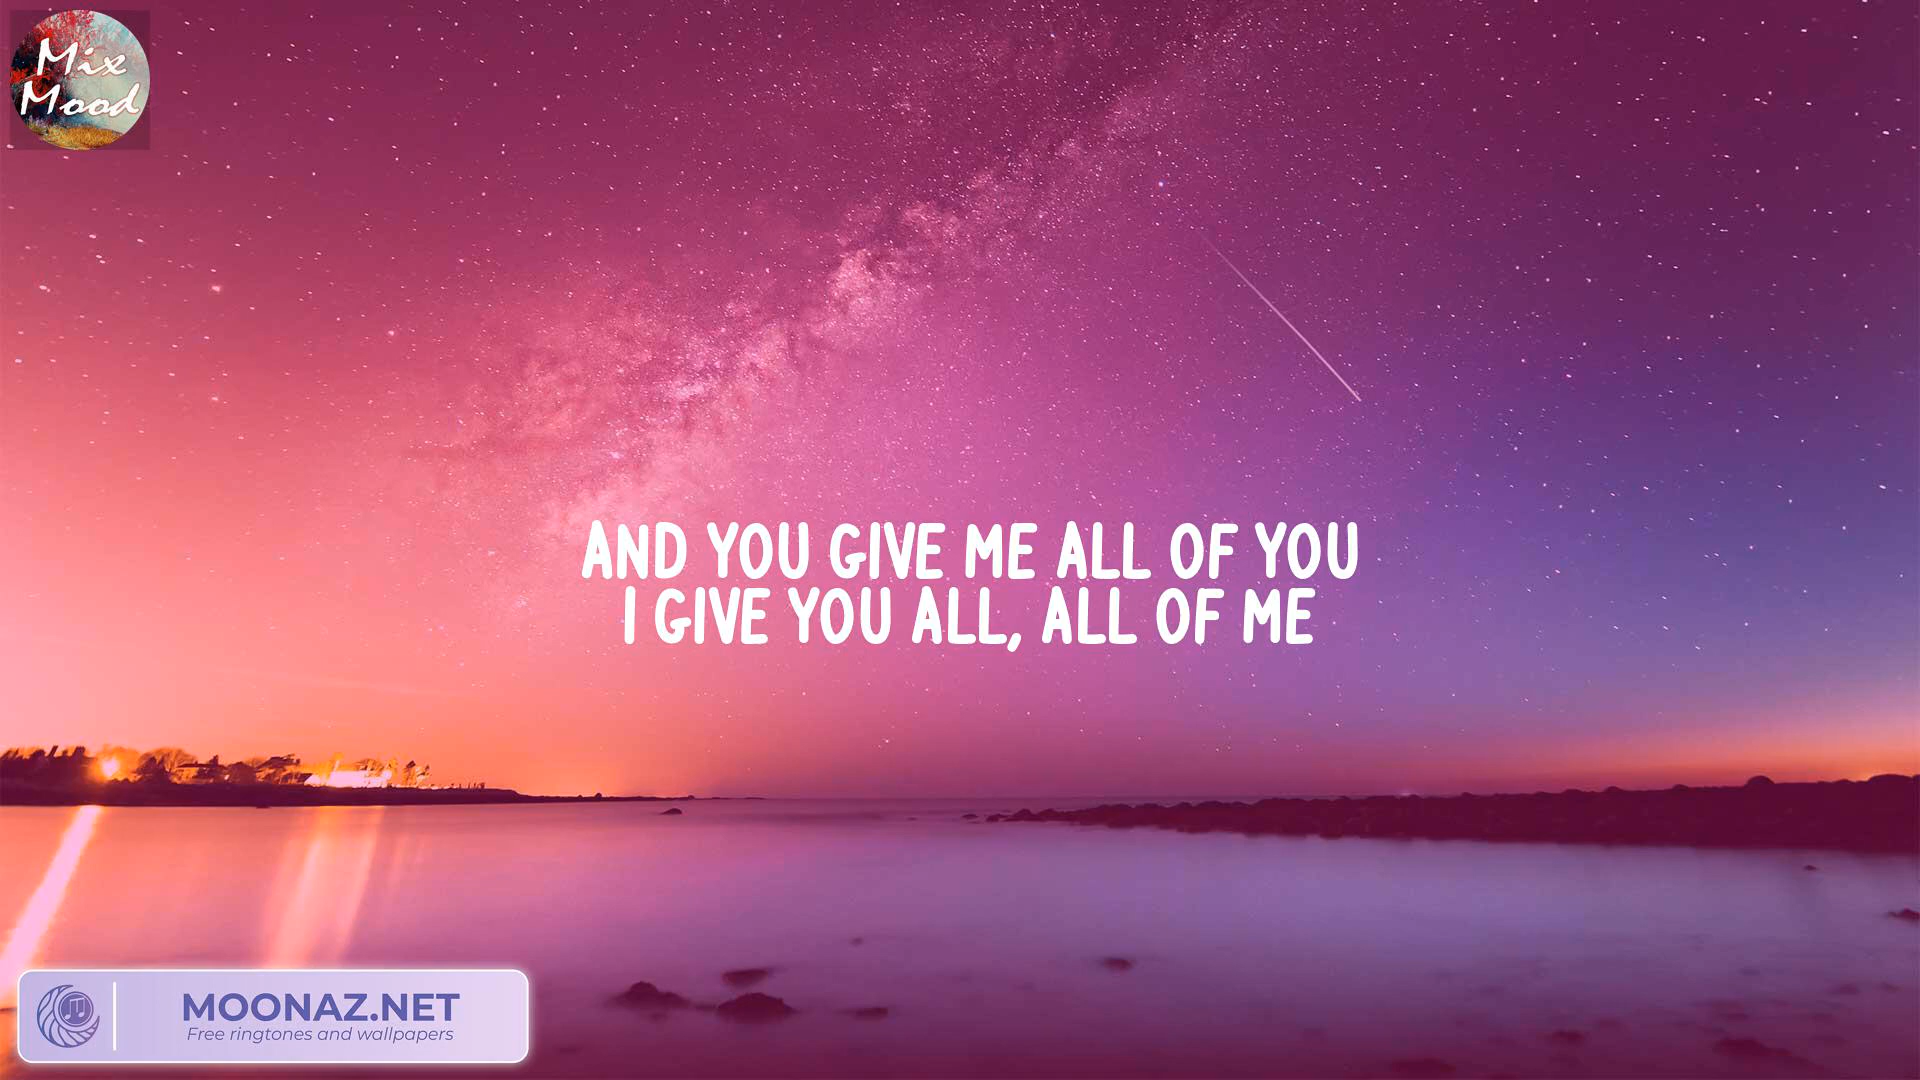 Mix
Mood
AND YOU GIVE ME ALL OF YOU
I GIVE YOU ALL, ALL OF ME
MOONAZ.NET
Free ringtones and wallpapers